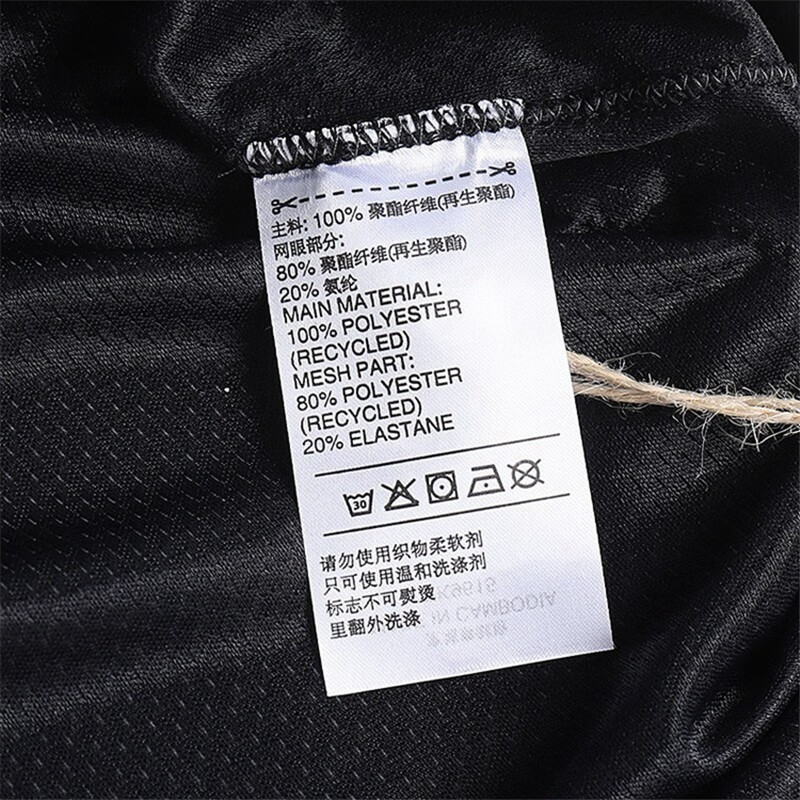 主料: 100% 聚酯纤维(再生聚酯)
网眼部分:
80% 聚酯纤维(再生聚酯)
20% 氨纶
MAIN MATERIAL:
100% POLYESTER
(RECYCLED)
MESH PART:
80% POLYESTER
(RECYCLED)
20% ELASTANE
30
请勿使用织物柔软剂
只可使用温和洗涤剂
标志不可熨烫
里翻外洗涤
IN CAMBODIA